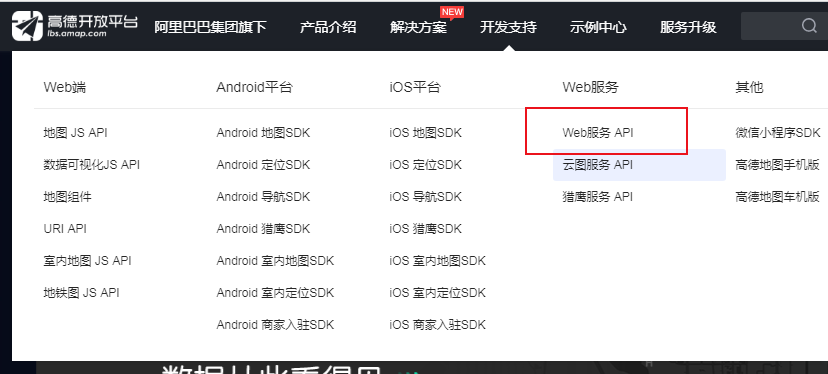 高德开放平台
lbs.amap.com
阿里巴巴集团旗下 产品介绍 解决方案 NEW 开发支持 示例中心 服务升级
Web端 Android平台 iOS平台 Web服务 其他
地图 JS API Android 地图SDK iOS 地图SDK Web服务 API 微信小程序SDK
数据可视化JS API Android 定位SDK iOS 定位SDK 云图服务 API 高德地图手机版
地图组件 Android 导航SDK iOS 导航SDK 猎鹰服务 API 高德地图车机版
URI API Android 猎鹰SDK iOS 猎鹰SDK
室内地图 JS API Android 室内地图SDK iOS 室内地图SDK
地铁图 JS API Android 室内定位SDK iOS 室内定位SDK
Android 商家入驻SDK iOS 商家入驻SDK